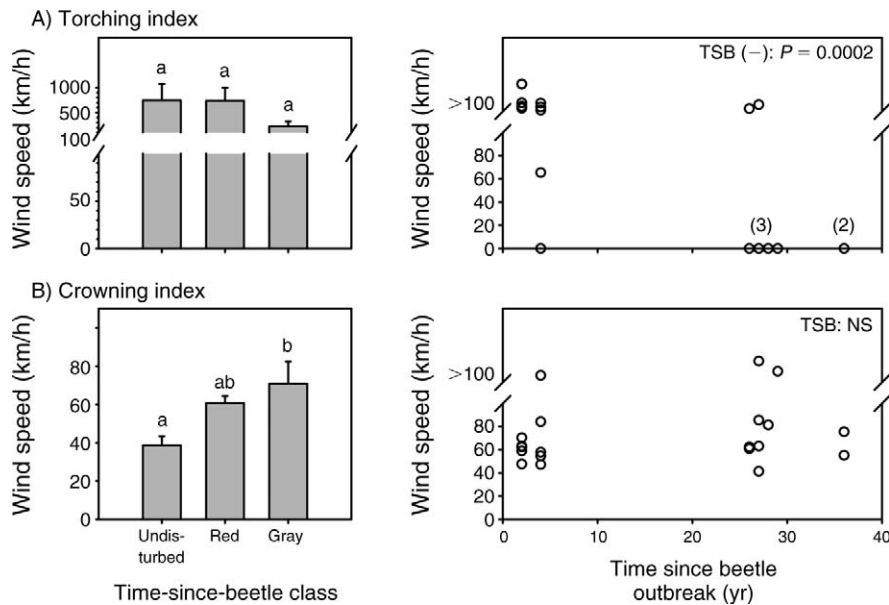 A) Torching index
Wind speed (km/h)
1000
500
100
50
0
a
a
a
Wind speed (km/h)
>100
80
60
40
20
0
TSB (−): P = 0.0002
(3)
(2)
B) Crowning index
Wind speed (km/h)
80
60
40
20
0
a
ab
b
Undis-
turbed
Red
Gray
Time-since-beetle class
Wind speed (km/h)
>100
80
60
40
20
0
TSB: NS
0
10
20
30
40
Time since beetle
outbreak (yr)